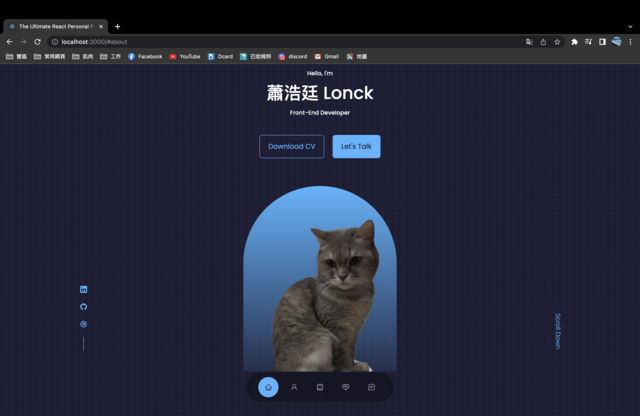 The Ultimate React Personal P
localhost:3000/#about
營區
常用網頁
肌肉
工作
Facebook
YouTube
Dcard
巴哈姆特
discord
Gmail
地圖
Hello, I'm
蕭浩廷 Lonck
Front-End Developer
Download CV
Let's Talk
Scroll Down